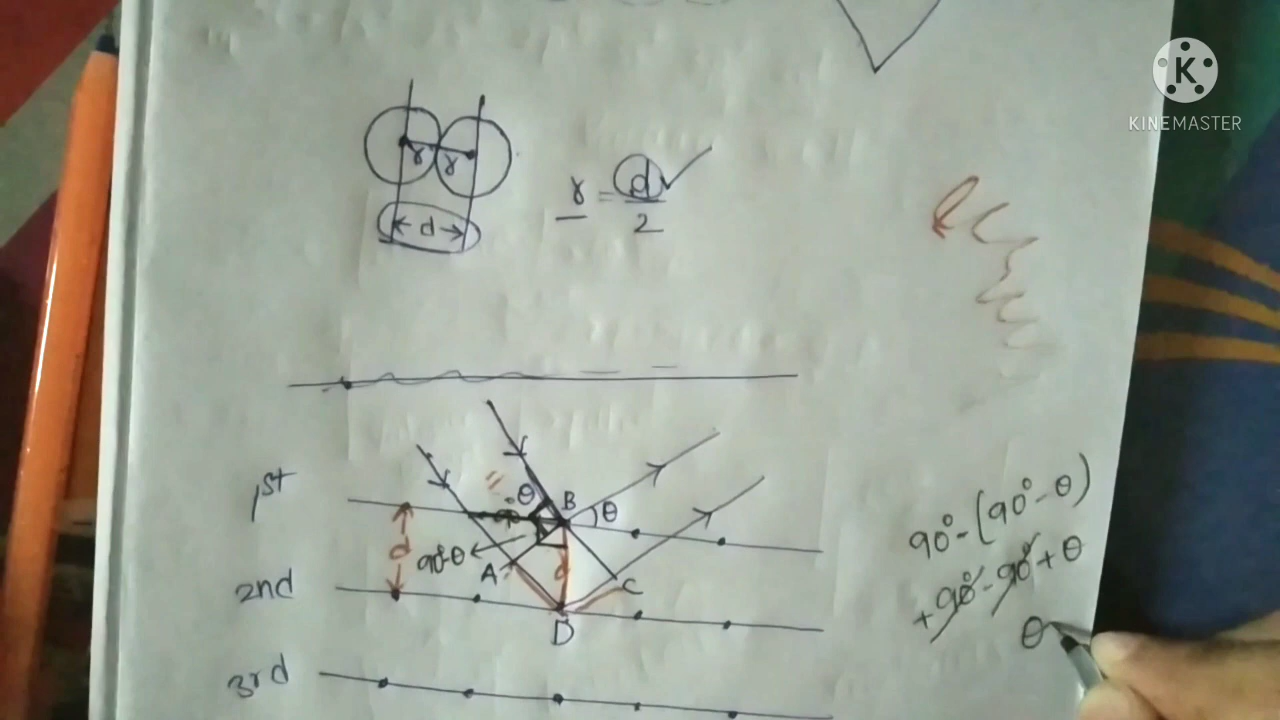 K
KINEMASTER
r r
d
r = d/2
1st
2nd
3rd
d
θ
B
θ
90°-θ
A
d
C
D
90°-(90°-θ)
+90°-90°+θ
θ